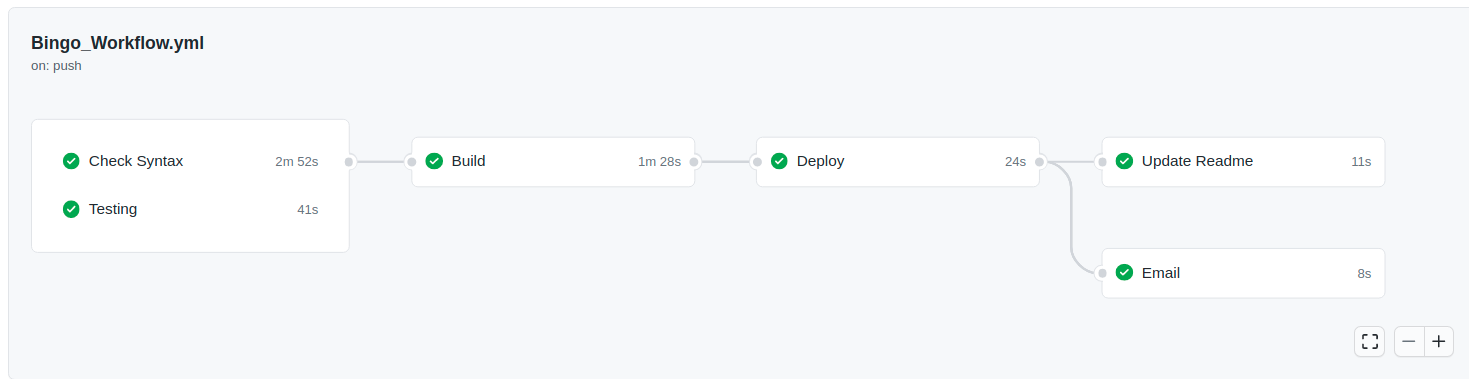 Bingo_Workflow.yml
on: push
Check Syntax 2m 52s
Testing 41s
Build 1m 28s
Deploy 24s
Update Readme 11s
Email 8s